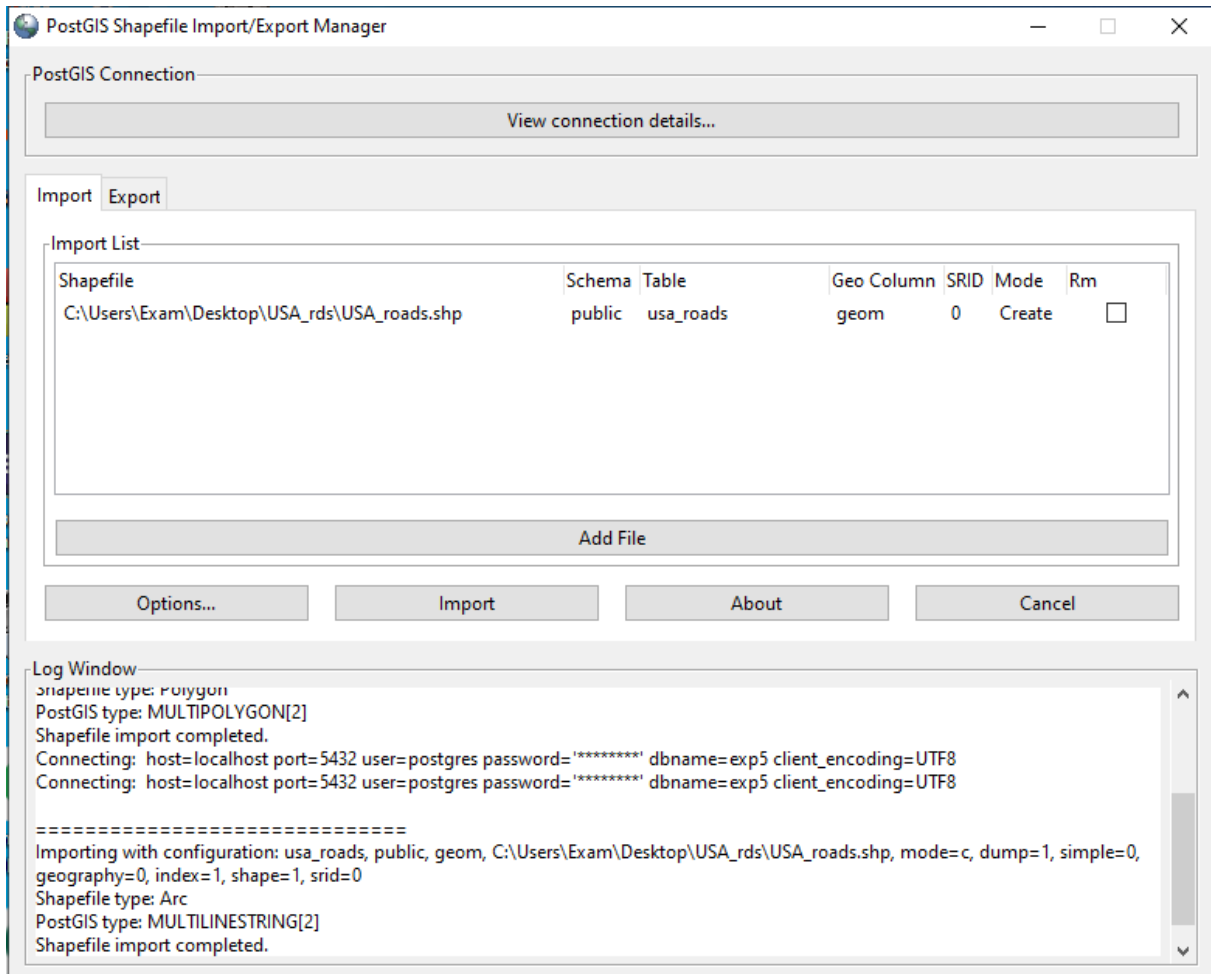 PostGIS Shapefile Import/Export Manager
PostGIS Connection
View connection details...
Import Export
Import List
Shapefile Schema Table Geo Column SRID Mode Rm
C:\Users\Exam\Desktop\USA_rds\USA_roads.shp public usa_roads geom 0 Create
Add File
Options... Import About Cancel
Log Window
Shapefile type: Polygon
PostGIS type: MULTIPOLYGON[2]
Shapefile import completed.
Connecting: host=localhost port=5432 user=postgres password='********' dbname=exp5 client_encoding=UTF8
Connecting: host=localhost port=5432 user=postgres password='********' dbname=exp5 client_encoding=UTF8
==============================
Importing with configuration: usa_roads, public, geom, C:\Users\Exam\Desktop\USA_rds\USA_roads.shp, mode=c, dump=1, simple=0,
geography=0, index=1, shape=1, srid=0
Shapefile type: Arc
PostGIS type: MULTILINESTRING[2]
Shapefile import completed.